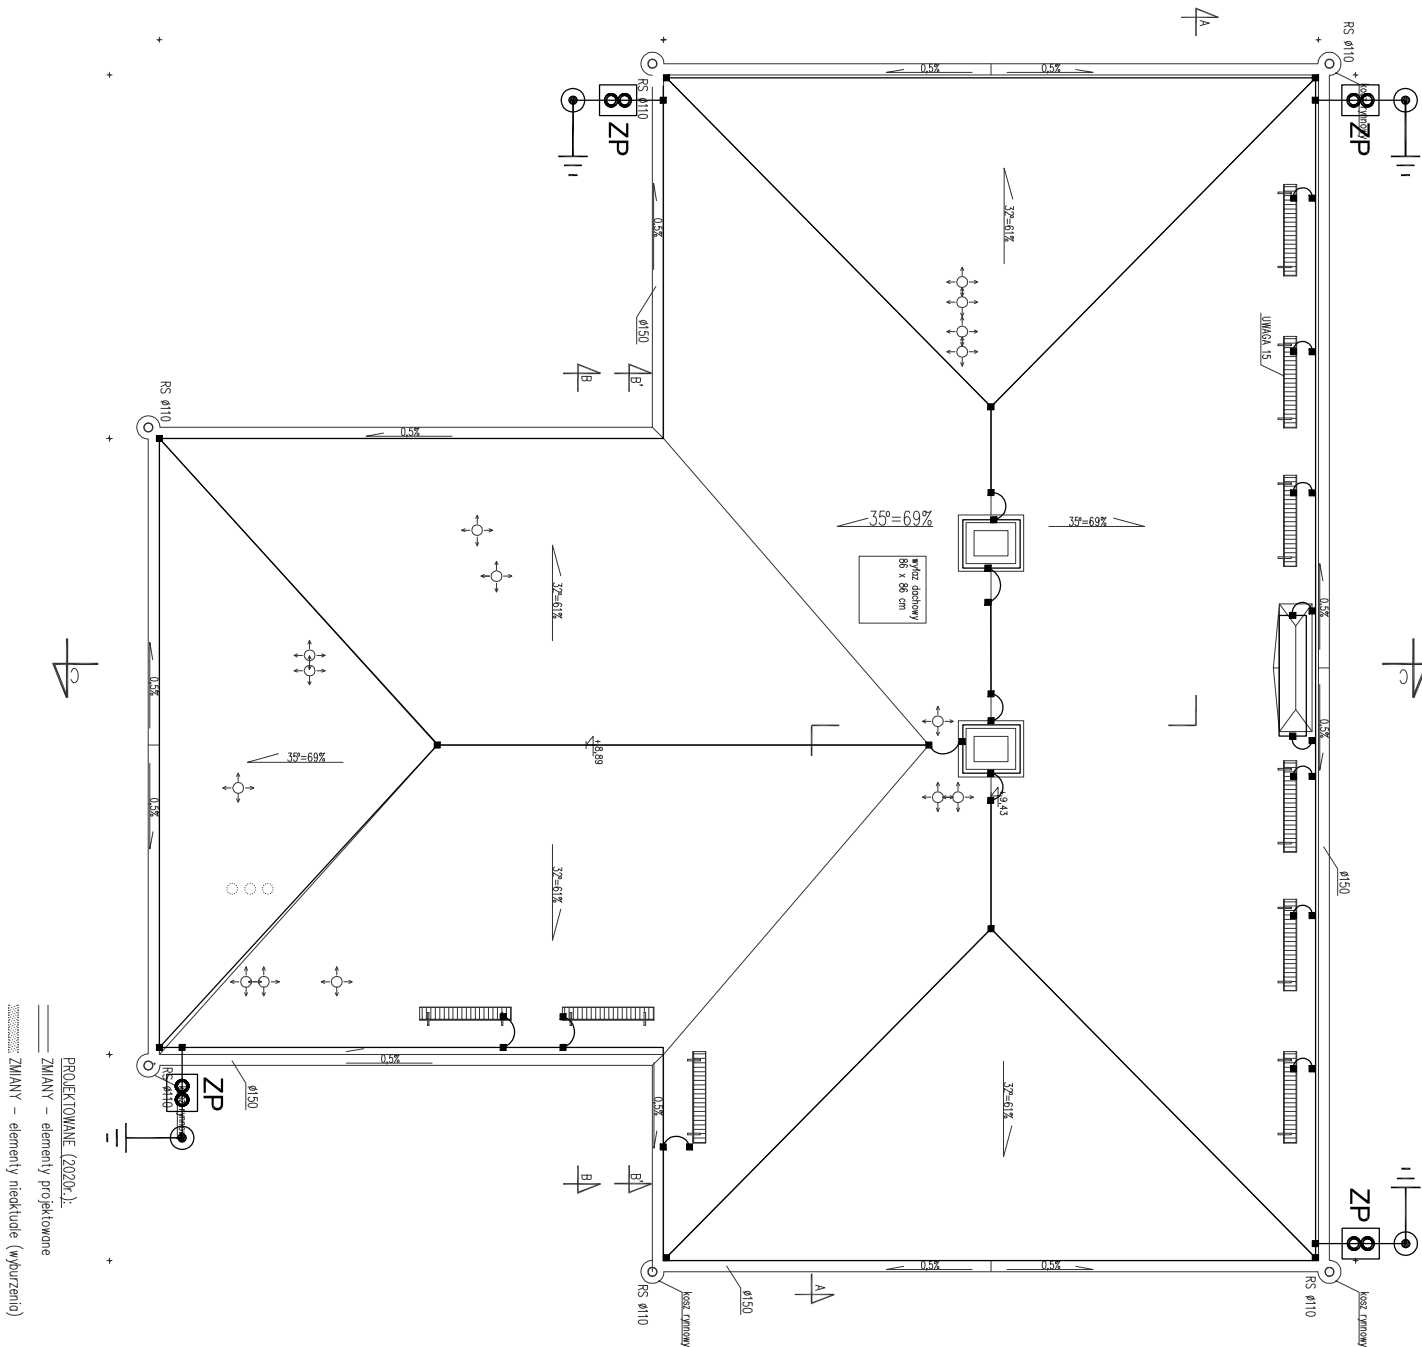 A
RS ø110
0,5%
0,5%
RS ø110
kosz rynnowy
ZP
ZP
32°=61%
0,5%
ø150
UWAGA 15
B
B'
RS ø110
0,5%
35°=69%
35°=69%
wyłaz dachowy
86 x 86 cm
32°=61%
0,5%
C
0,5%
C
0,5%
+8,89
35°=69%
0,5%
+9,43
ø150
32°=61%
0,5%
0,5%
32°=61%
ø150
ZP
RS ø110
B
B'
ZP
0,5%
0,5%
A
RS ø110
kosz rynnowy
ø150
RS ø110
kosz rynnowy
PROJEKTOWANE (2020r.):
ZMIANY - elementy projektowane
ZMIANY - elementy nieaktualne (wyburzenia)